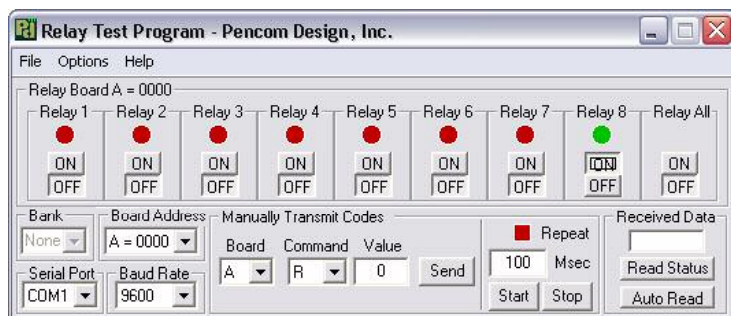 Relay Test Program - Pencom Design, Inc.
File Options Help
Relay Board A = 0000
Relay 1 Relay 2 Relay 3 Relay 4 Relay 5 Relay 6 Relay 7 Relay 8 Relay All
ON ON ON ON ON ON ON ON ON
OFF OFF OFF OFF OFF OFF OFF OFF OFF
Bank Board Address Manually Transmit Codes Received Data
None A = 0000 Board Command Value Repeat
A R 0 Send 100 Msec Read Status
Serial Port Baud Rate
COM1 9600 Start Stop Auto Read